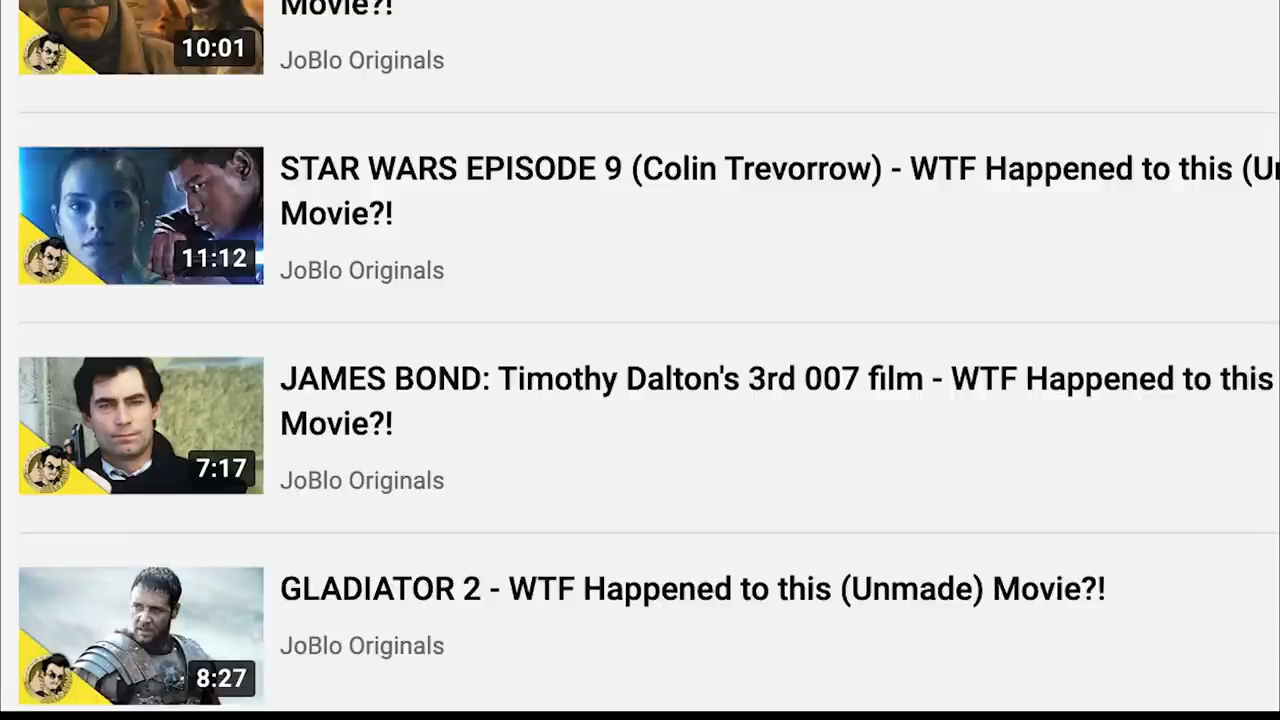 Movie?!
10:01
JoBlo Originals
STAR WARS EPISODE 9 (Colin Trevorrow) - WTF Happened to this (Un
Movie?!
11:12
JoBlo Originals
JAMES BOND: Timothy Dalton's 3rd 007 film - WTF Happened to this
Movie?!
7:17
JoBlo Originals
GLADIATOR 2 - WTF Happened to this (Unmade) Movie?!
JoBlo Originals
8:27